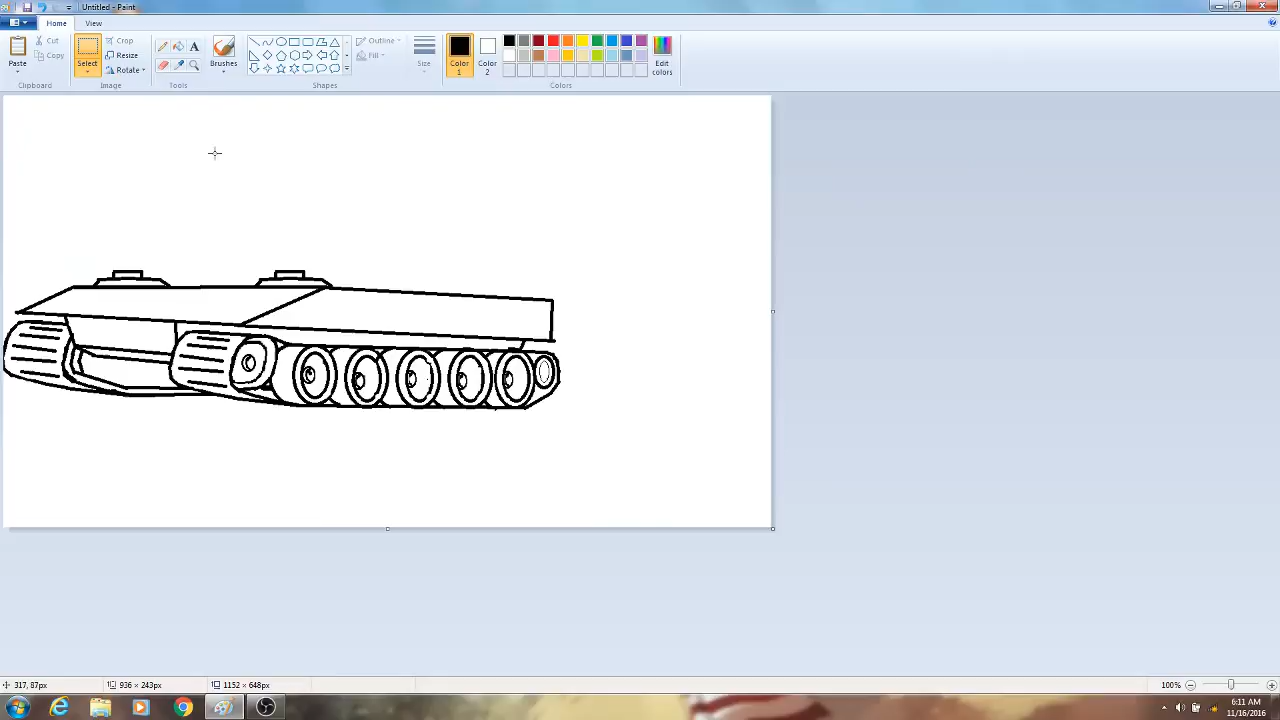 Untitled - Paint
Home View
Paste
Cut
Copy
Select
Crop
Resize
Rotate
A
Brushes
Outline
Fill
Size
Color 1
Color 2
Edit colors
Clipboard Image Tools Shapes Colors
317, 87px 936 × 243px 1152 × 648px 100%
6:11 AM
11/16/2016